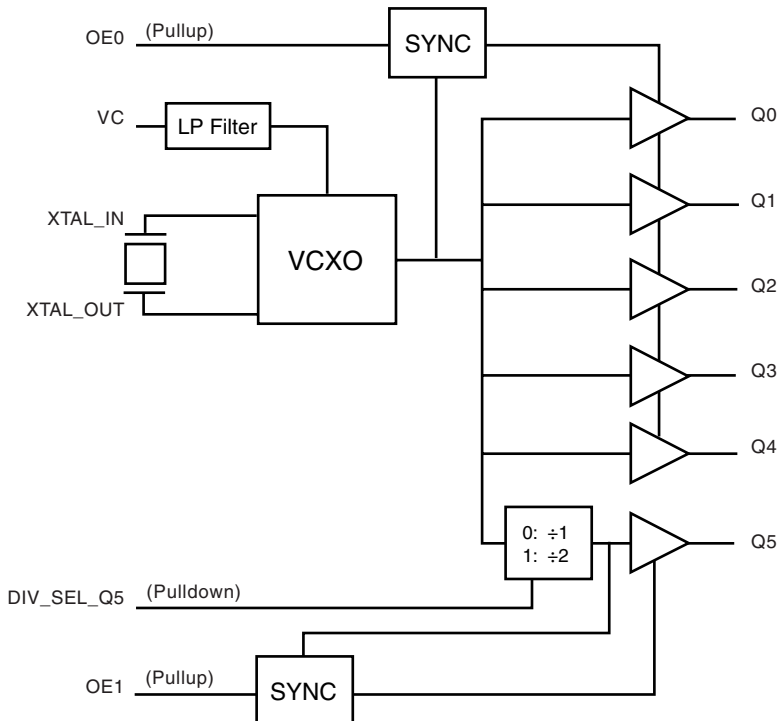 OE0 (Pullup)
SYNC
VC
LP Filter
Q0
XTAL_IN
Q1
VCXO
Q2
XTAL_OUT
Q3
Q4
0: ÷1
1: ÷2
Q5
DIV_SEL_Q5 (Pulldown)
OE1 (Pullup)
SYNC